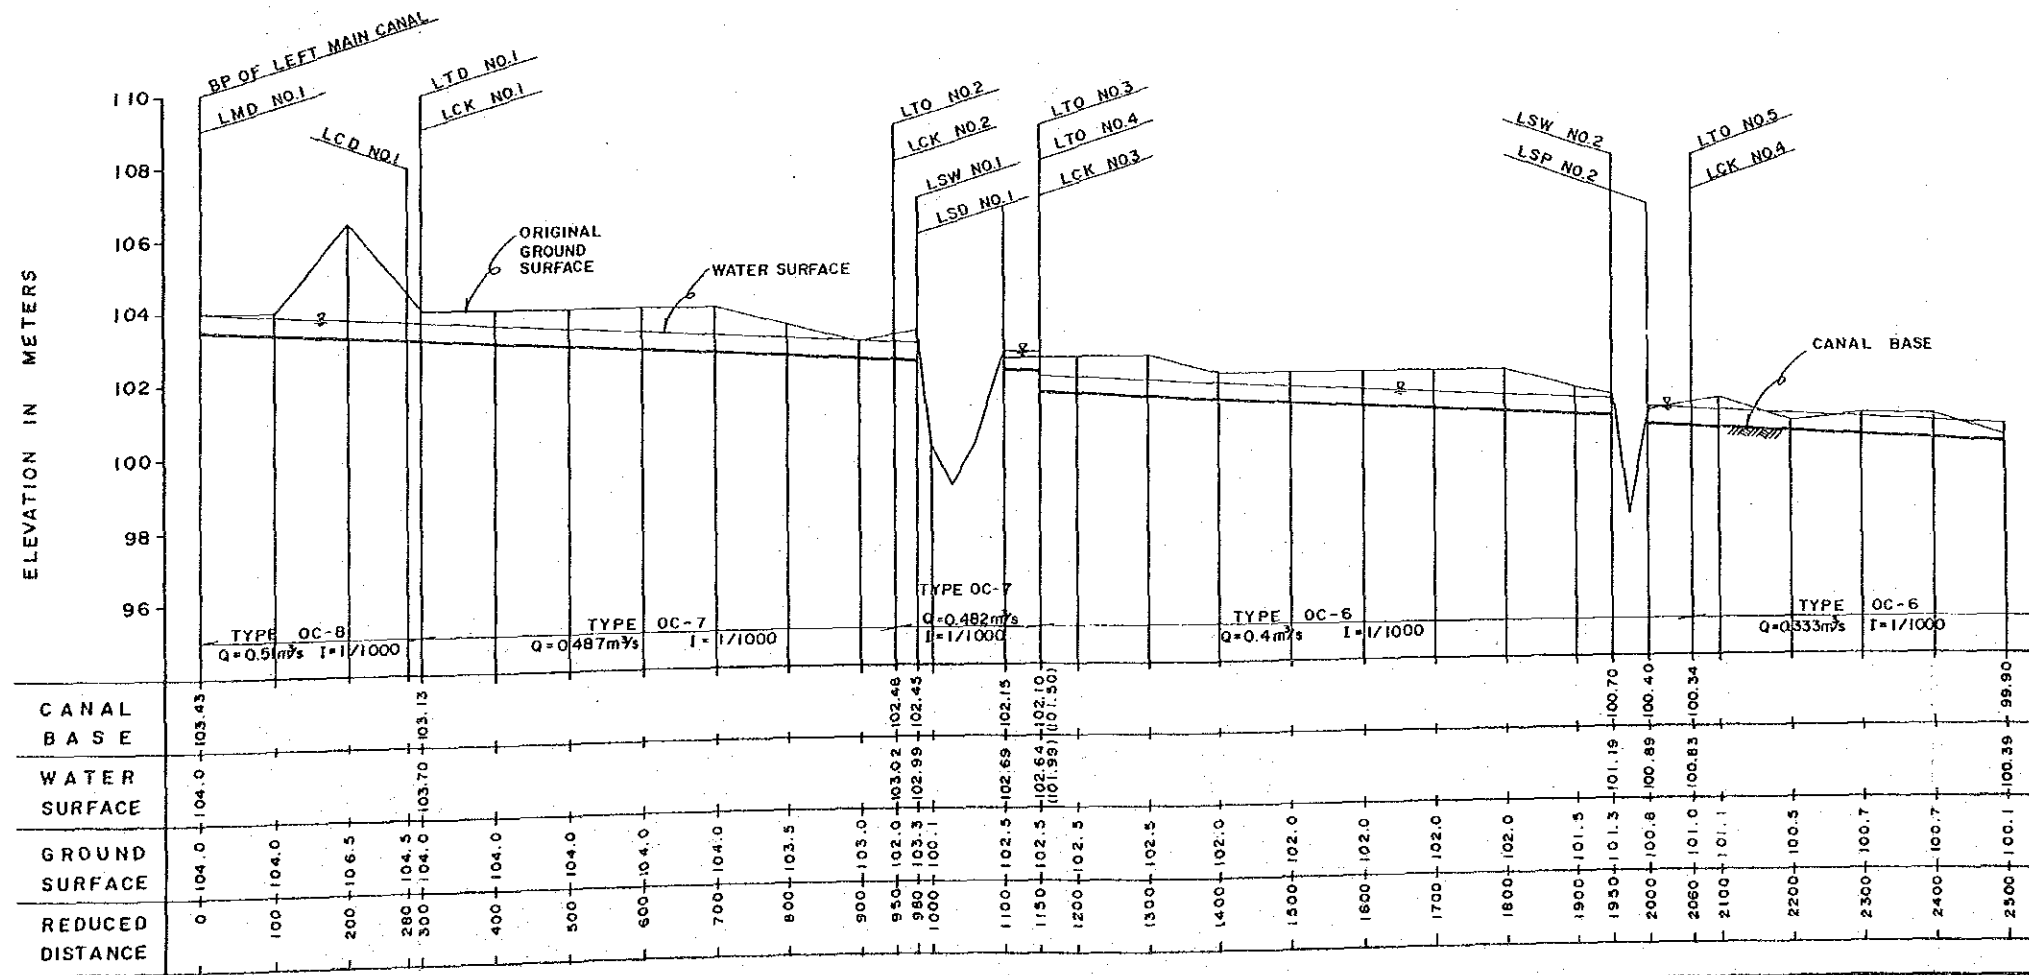 BP OF LEFT MAIN CANAL
LMD NO.1
LCD NO.1
LTD NO.1
LCK NO.1
LTO NO.2
LCK NO.2
LSW NO.1
LSD NO.1
LTO NO.3
LTO NO.4
LCK NO.3
LSW NO.2
LSP NO.2
LTO NO.5
LCK NO.4
ELEVATION IN METERS
110
108
106
104
102
100
98
96
ORIGINAL
GROUND
SURFACE
WATER SURFACE
CANAL BASE
TYPE OC-8
Q=0.51m³/s I=1/1000
TYPE OC-7
Q=0.487m³/s I=1/1000
TYPE OC-7
Q=0.482m³/s
I=1/1000
TYPE OC-6
Q=0.4m³/s I=1/1000
TYPE OC-6
Q=0.333m³/s I=1/1000
CANAL BASE
103.43 103.13 102.48 102.45 102.15 102.10 (101.50) 100.70 100.40 100.34 99.90
WATER SURFACE
104.0 103.70 103.02 102.99 102.69 102.64 (101.99) 101.19 100.89 100.83 100.39
GROUND SURFACE
104.0 104.0 106.5 104.5 104.0 104.0 104.0 104.0 104.0 103.5 103.0 102.0 103.3 100.1 102.5 102.5 102.5 102.5 102.0 102.0 102.0 102.0 102.0 101.5 101.3 100.8 101.0 101.1 100.5 100.7 100.7 100.1
REDUCED DISTANCE
0 100 200 280 300 400 500 600 700 800 900 950 980 1000 1100 1150 1200 1300 1400 1500 1600 1700 1800 1900 1950 2000 2060 2100 2200 2300 2400 2500